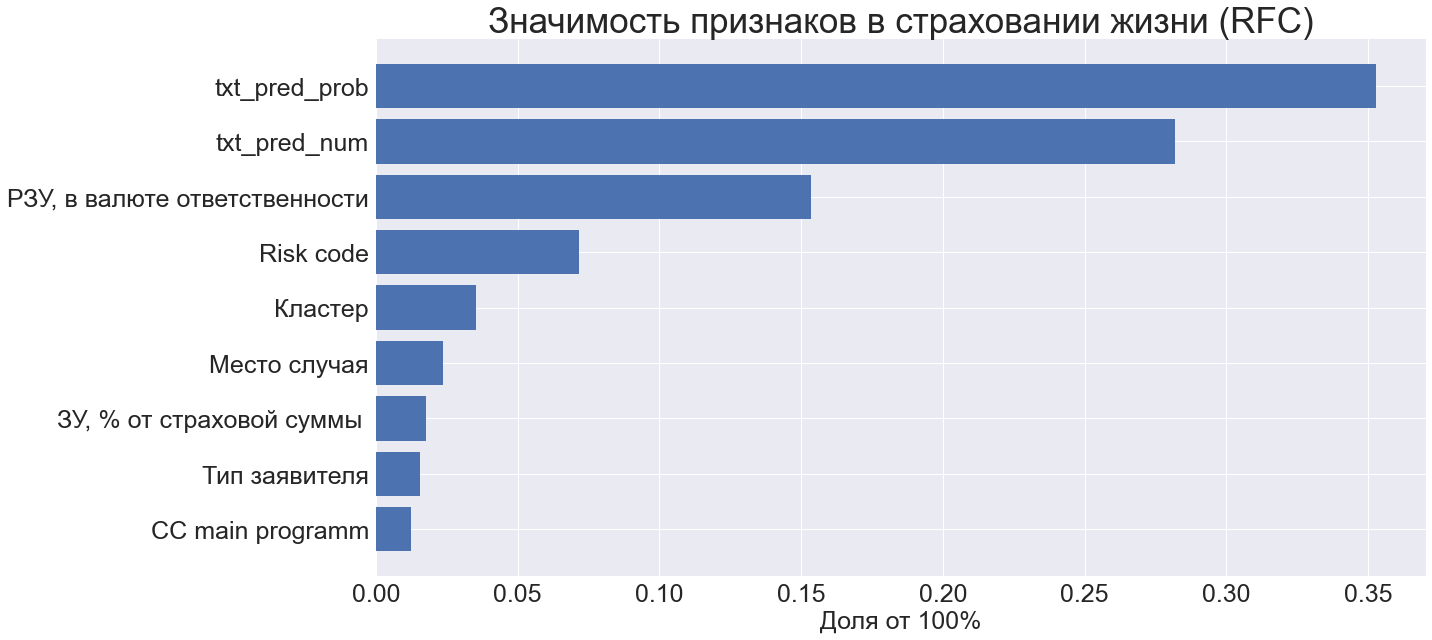 Значимость признаков в страховании жизни (RFC)
txt_pred_prob
txt_pred_num
РЗУ, в валюте ответственности
Risk code
Кластер
Место случая
ЗУ, % от страховой суммы
Тип заявителя
CC main programm
0.00 0.05 0.10 0.15 0.20 0.25 0.30 0.35
Доля от 100%